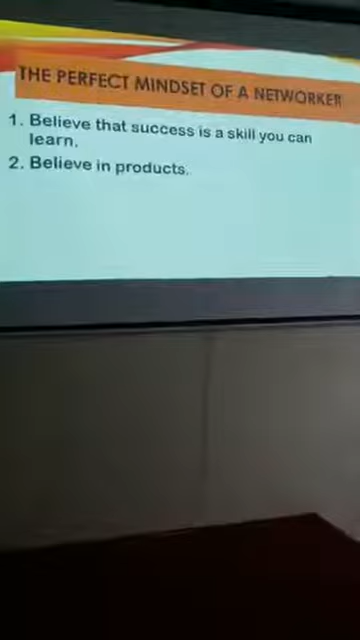 THE PERFECT MINDSET OF A NETWORKER
1. Believe that success is a skill you can
learn.
2. Believe in products.